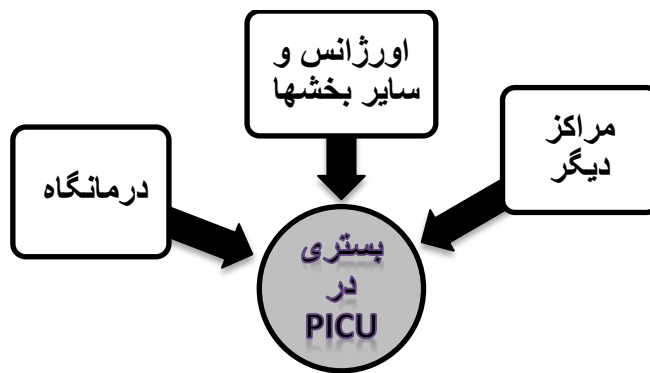 اورژانس و
سایر بخشها
مراکز
دیگر
درمانگاه
بستری
در
PICU